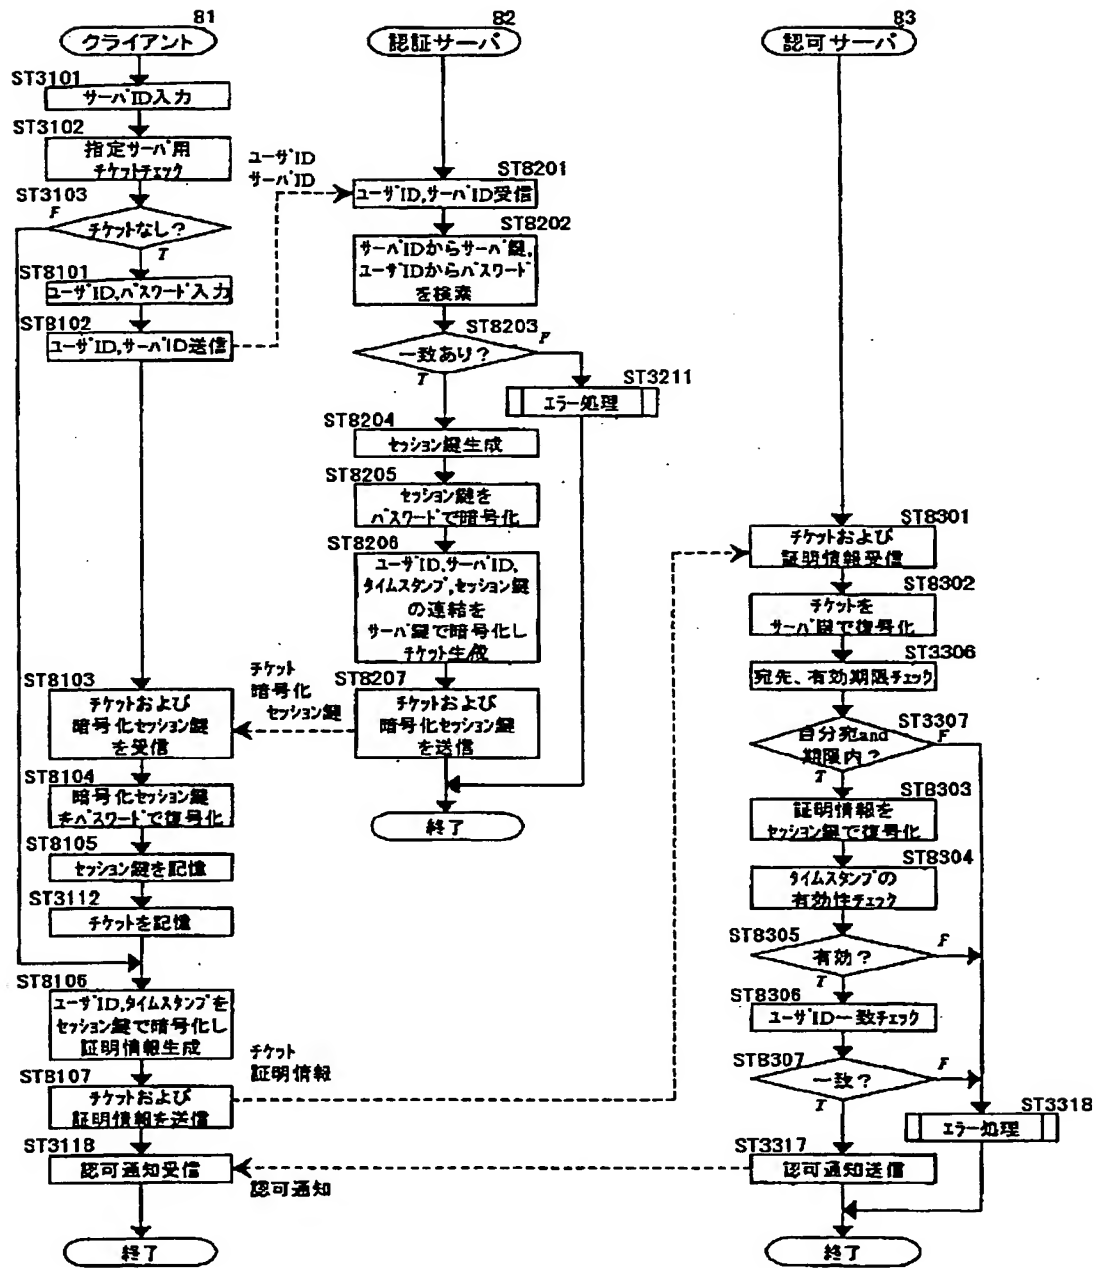 81
クライアント
ST3101
サーバID入力
ST3102
指定サーバ用
チケットチェック
ST3103
F
チケットなし?
T
ST8101
ユーザID,パスワード入力
ST8102
ユーザID,サーバID送信
ユーザID
サーバID
ST8103
チケットおよび
暗号化セッション鍵
を受信
ST8104
暗号化セッション鍵
をパスワードで復号化
ST8105
セッション鍵を記憶
ST3112
チケットを記憶
ST8106
ユーザID,タイムスタンプを
セッション鍵で暗号化し
証明情報生成
ST8107
チケットおよび
証明情報を送信
ST3118
認可通知受信
終了
82
認証サーバ
ST8201
ユーザID,サーバID受信
ST8202
サーバIDからサーバ鍵,
ユーザIDからパスワード
を検索
ST8203
F
一致あり?
T
ST3211
エラー処理
ST8204
セッション鍵生成
ST8205
セッション鍵を
パスワードで暗号化
ST8206
ユーザID,サーバID,
タイムスタンプ,セッション鍵
の連結を
サーバ鍵で暗号化し
チケット生成
ST8207
チケットおよび
暗号化セッション鍵
を送信
チケット
暗号化
セッション鍵
終了
チケット
証明情報
認可通知
83
認可サーバ
ST8301
チケットおよび
証明情報受信
ST8302
チケットを
サーバ鍵で復号化
ST3306
宛先、有効期限チェック
ST3307
自分宛and
期限内?
F
T
ST8303
証明情報を
セッション鍵で復号化
ST8304
タイムスタンプの
有効性チェック
ST8305
有効?
F
T
ST8306
ユーザID一致チェック
ST8307
一致?
F
T
ST3318
エラー処理
ST3317
認可通知送信
終了